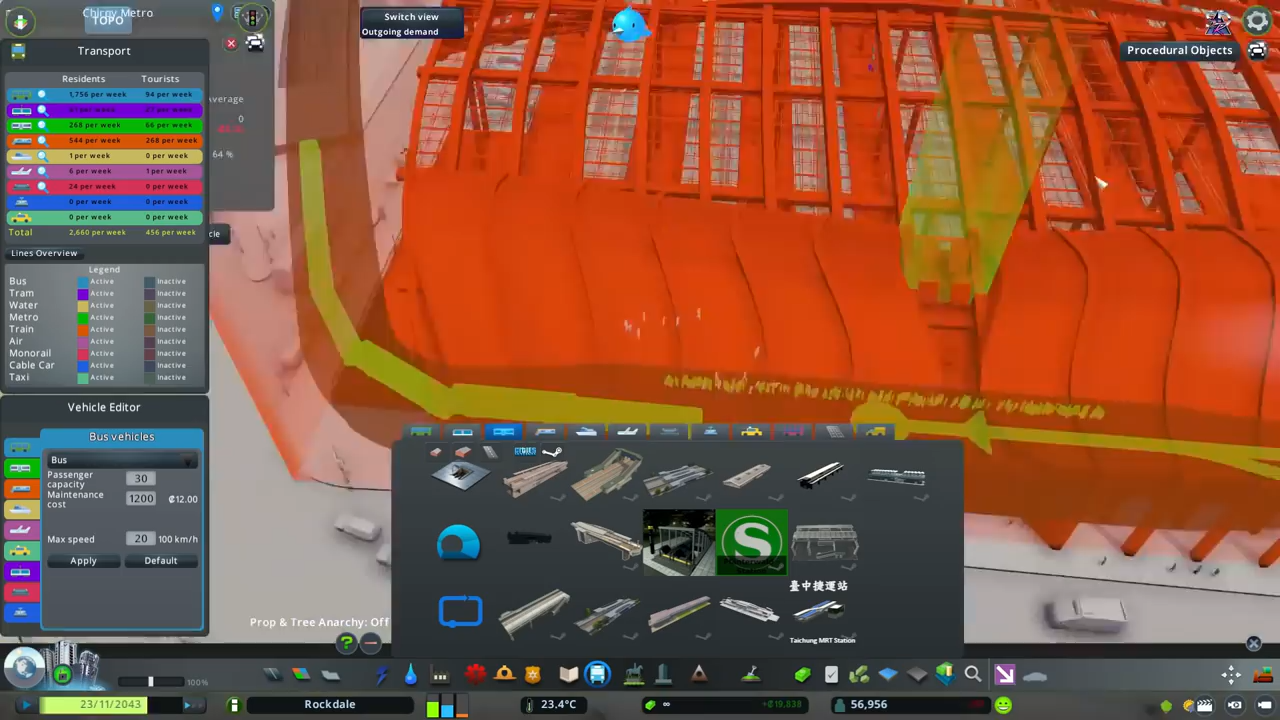 Chirpy Metro
TOPO
Switch view
Outgoing demand
Procedural Objects
Transport
Residents Tourists
1,756 per week 94 per week
268 per week 66 per week
544 per week 268 per week
1 per week 0 per week
6 per week 1 per week
24 per week 0 per week
0 per week 0 per week
0 per week 0 per week
Total 2,660 per week 456 per week
Average
0
64 %
Lines Overview
Legend
Bus Active Inactive
Tram Active Inactive
Water Active Inactive
Metro Active Inactive
Train Active Inactive
Air Active Inactive
Monorail Active Inactive
Cable Car Active Inactive
Taxi Active Inactive
Vehicle Editor
Bus vehicles
Bus
Passenger capacity 30
Maintenance cost 1200 ₡12.00
Max speed 20 100 km/h
Apply Default
S
臺中捷運站
Taichung MRT Station
Prop & Tree Anarchy: Off
100%
23/11/2043
Rockdale
23.4°C
∞
+₡19,838
56,956